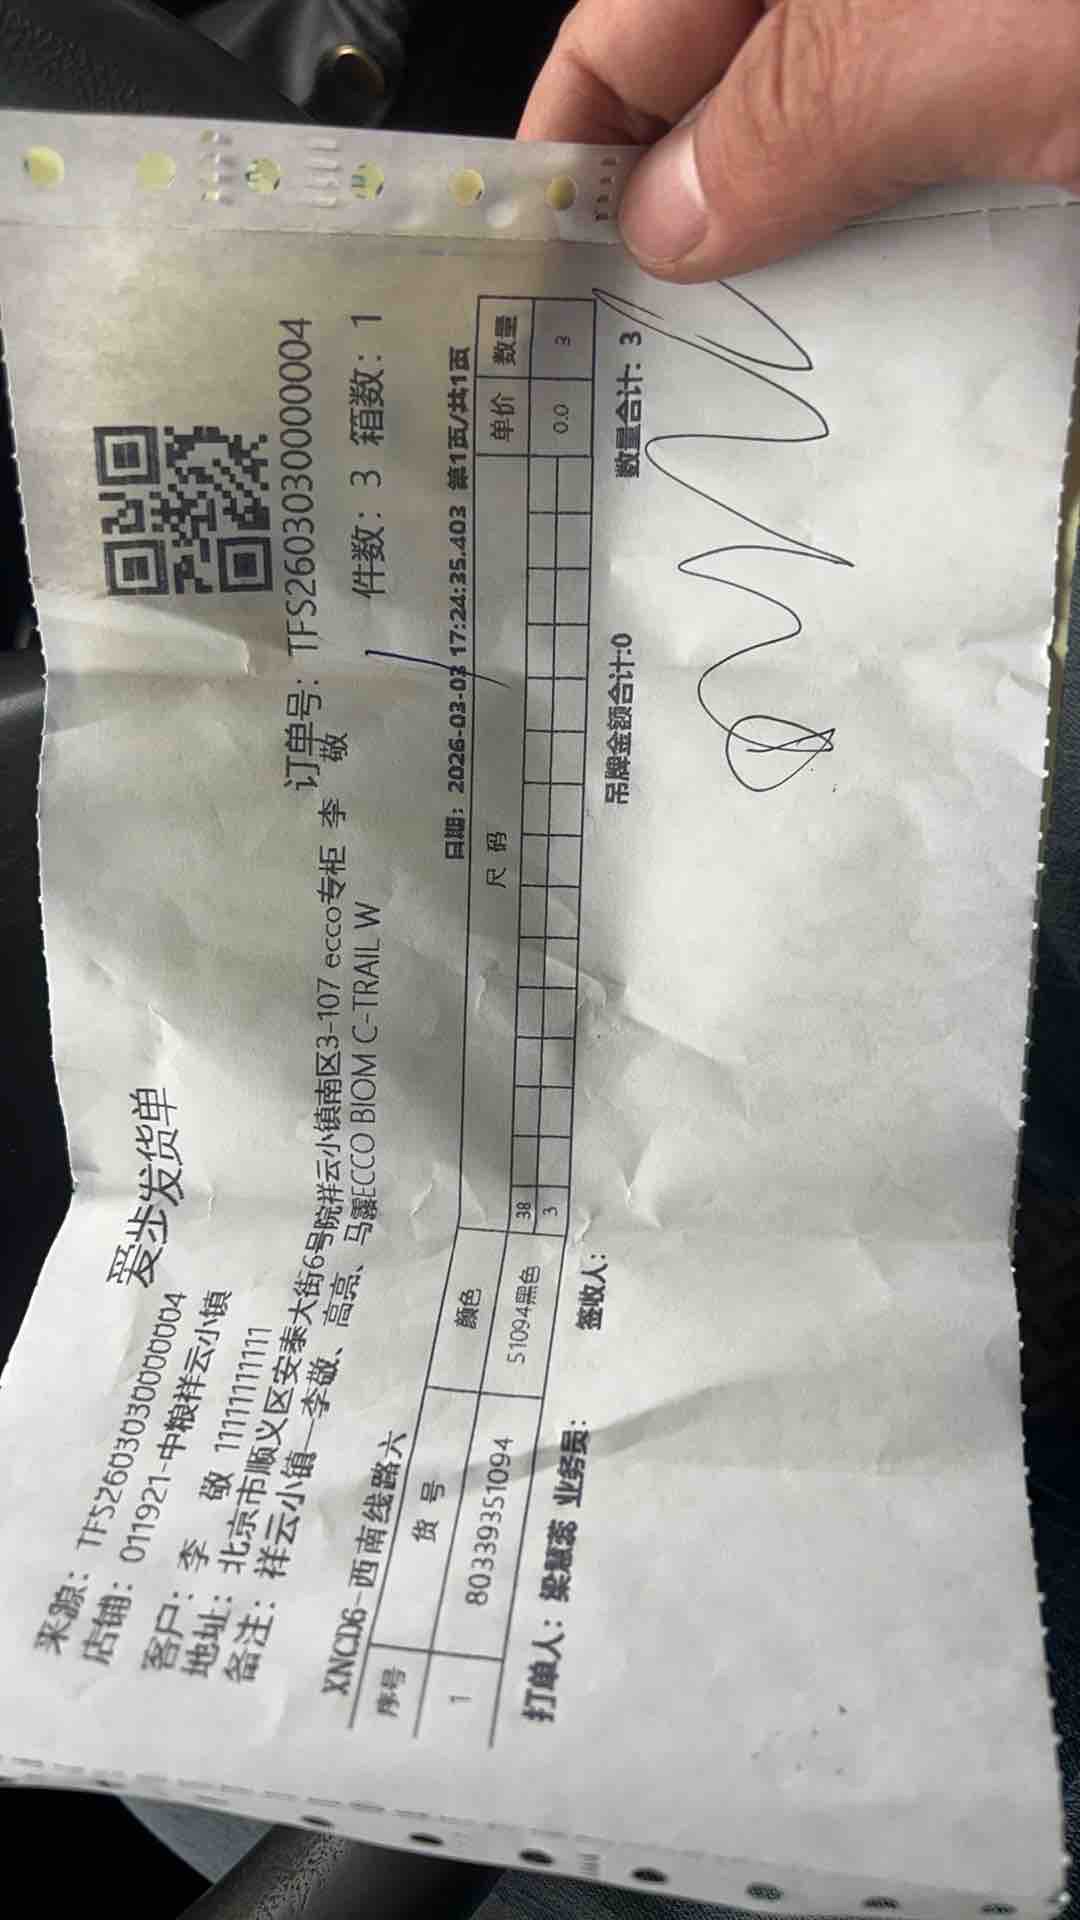 爱步发货单
来源：TFS2603030000004
店铺：011921-中粮祥云小镇
订单号：TFS2603030000004
客户：李 敬 11111111111
地址：北京市顺义区安泰大街6号院祥云小镇南区3-107 ecco专柜 李 敬
备注：祥云小镇—李敬、高亮、马露ECCO BIOM C-TRAIL W
件数：3 箱数：1
XNCD6-西南线路六
日期：2026-03-03 17:24:35.403 第1页/共1页
序号 货号 颜色 尺码 单价 数量
38
1 80339351094 51094黑色 3 0.0 3
打单人：梁慧蕊 业务员： 签收人： 吊牌金额合计:0 数量合计：3